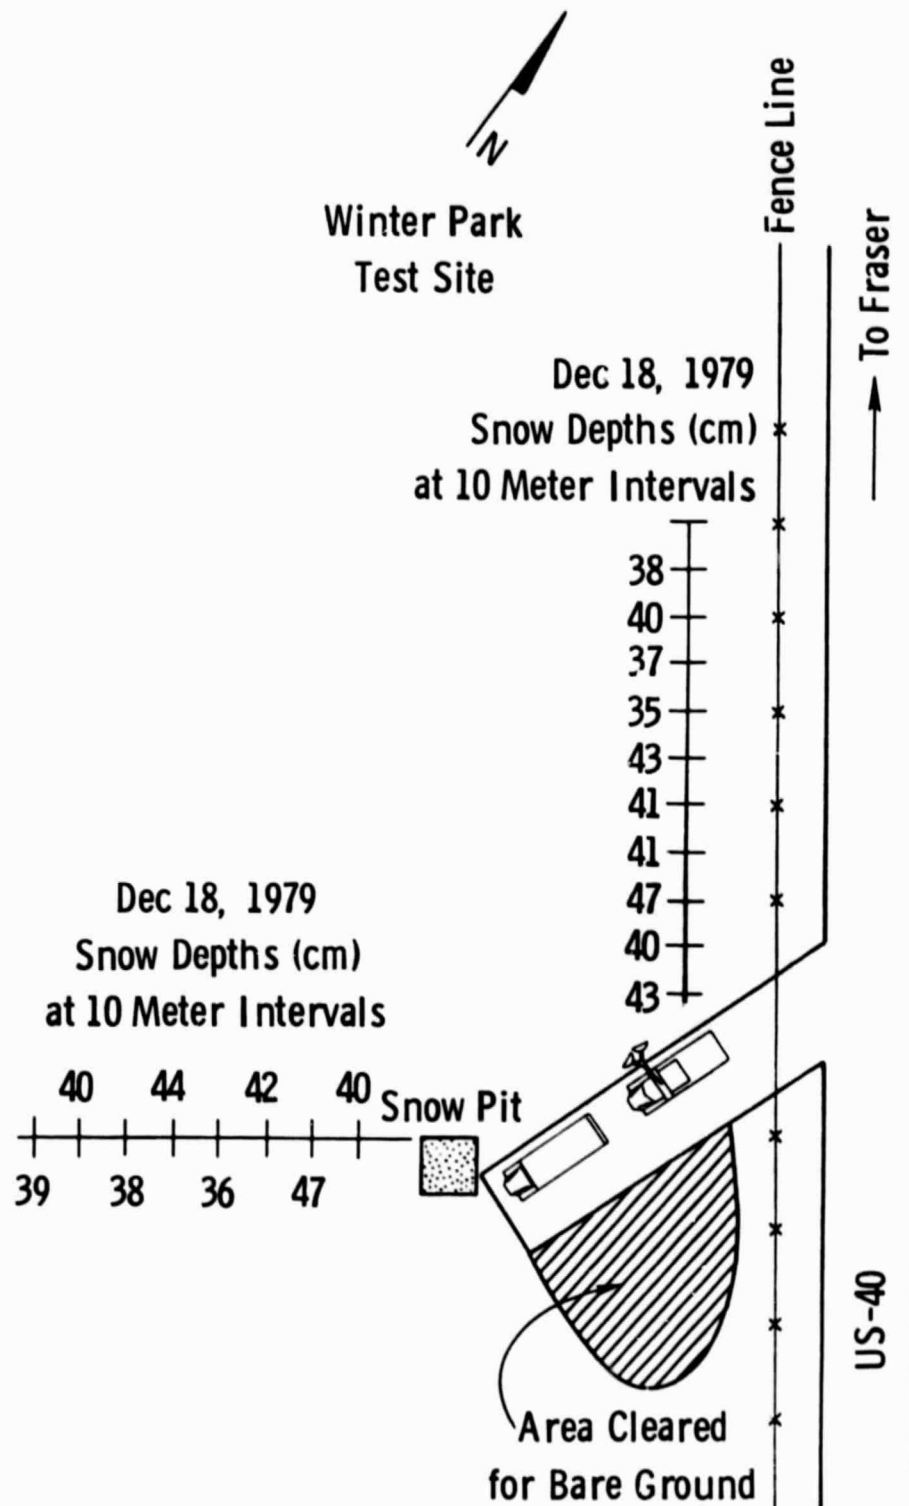 N
Winter Park
Test Site
Fence Line
To Fraser
Dec 18, 1979
Snow Depths (cm)
at 10 Meter Intervals
38
40
37
35
43
41
41
47
40
43
Dec 18, 1979
Snow Depths (cm)
at 10 Meter Intervals
40 44 42 40
Snow Pit
39 38 36 47
US-40
Area Cleared
for Bare Ground